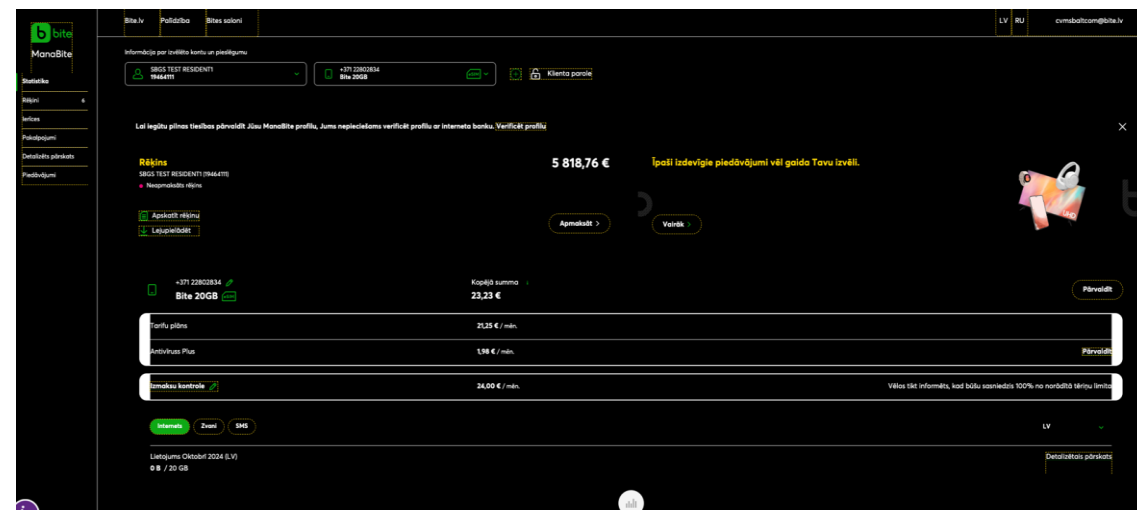 bite
ManaBite
Statistika
Rēķini 6
Ierīces
Pakalpojumi
Detalizēts pārskats
Piedāvājumi
Bite.lv Palīdzība Bites saloni LV RU cvmsbaltcom@bite.lv
Informācija par izvēlēto kontu un pieslēgumu
SBGS TEST RESIDENT1
19464111
+371 22802834
Bite 20GB
eSIM
+
Klienta parole
Lai iegūtu pilnas tiesības pārvaldīt Jūsu ManaBite profilu, Jums nepieciešams verificēt profilu ar interneta banku. Verificēt profilu
Rēķins 5 818,76 €
SBGS TEST RESIDENT1 (19464111)
Neapmaksāts rēķins
Apskatīt rēķinu
Lejupielādēt
Apmaksāt >
Īpaši izdevīgie piedāvājumi vēl gaida Tavu izvēli.
Vairāk >
UHD
+371 22802834 Kopējā summa i
Bite 20GB eSIM 23,23 € Pārvaldīt
Tarifu plāns 21,25 € / mēn.
Antivīruss Plus 1,98 € / mēn. Pārvaldīt
Izmaksu kontrole 24,00 € / mēn. Vēlos tikt informēts, kad būšu sasniedzis 100% no norādītā tēriņu limita
Internets Zvani SMS LV
Lietojums Oktobrī 2024 (LV) Detalizētais pārskats
0 B / 20 GB